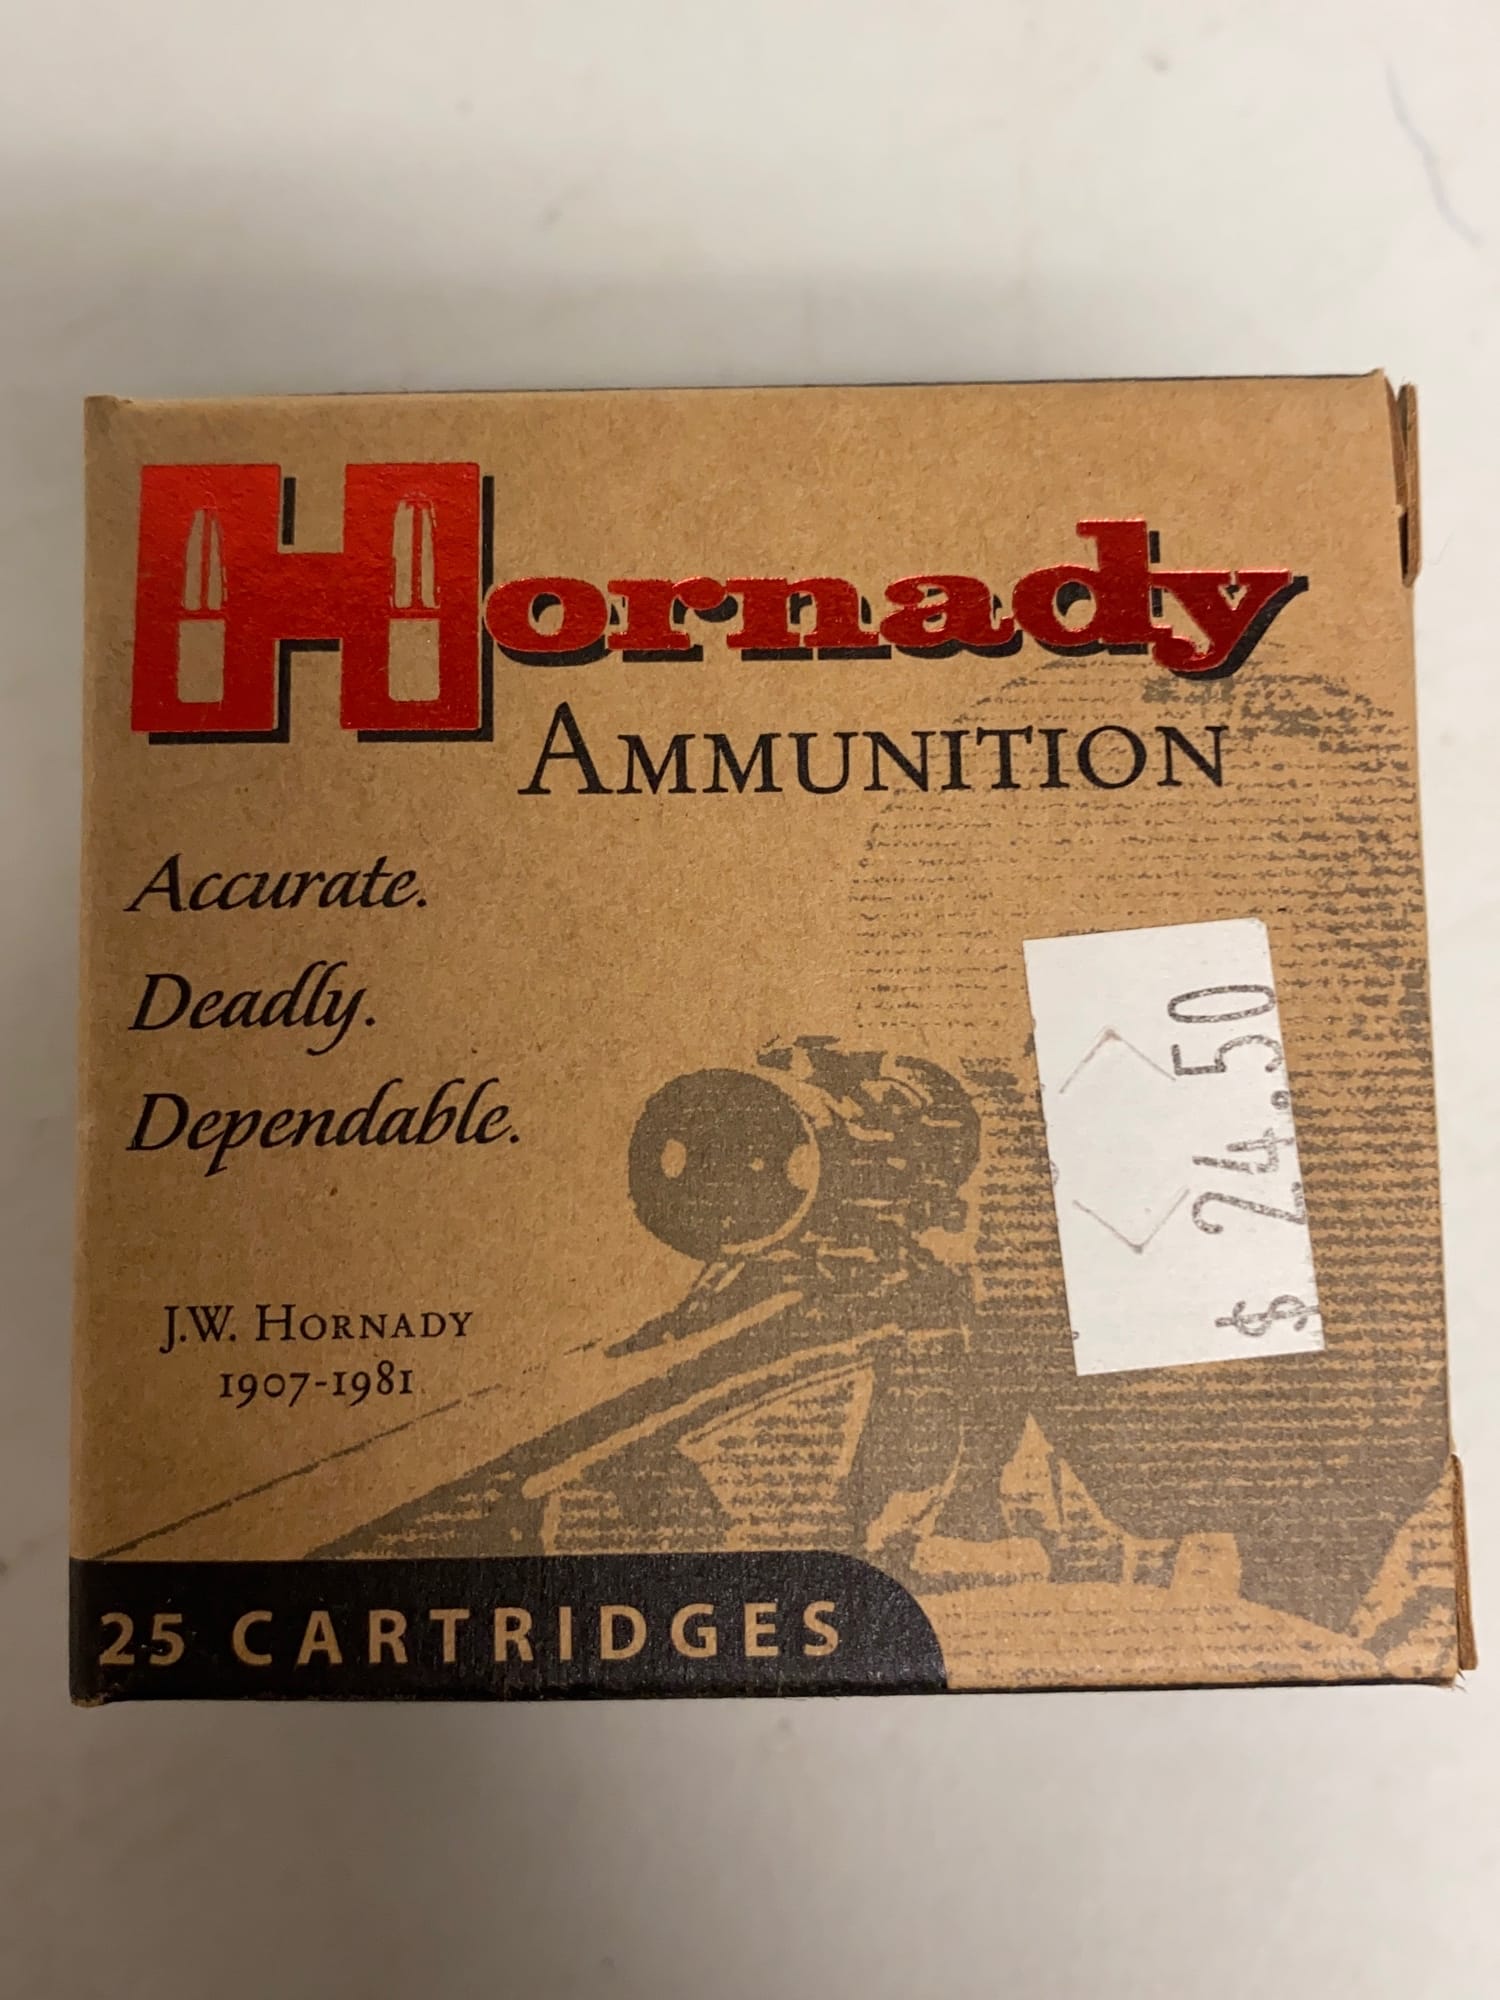 Hornady
AMMUNITION
Accurate.
Deadly.
Dependable.
J.W. HORNADY
1907-1981
$ 24.50
25 CARTRIDGES